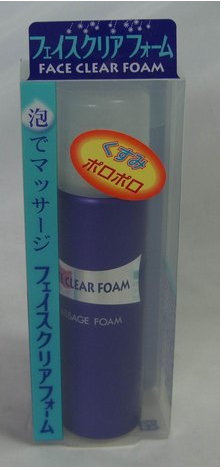 フェイスクリアフォーム
FACE CLEAR FOAM
泡でマッサージ フェイスクリアフォーム
くすみ
ポロポロ
CE CLEAR FOAM
SSAGE FOAM